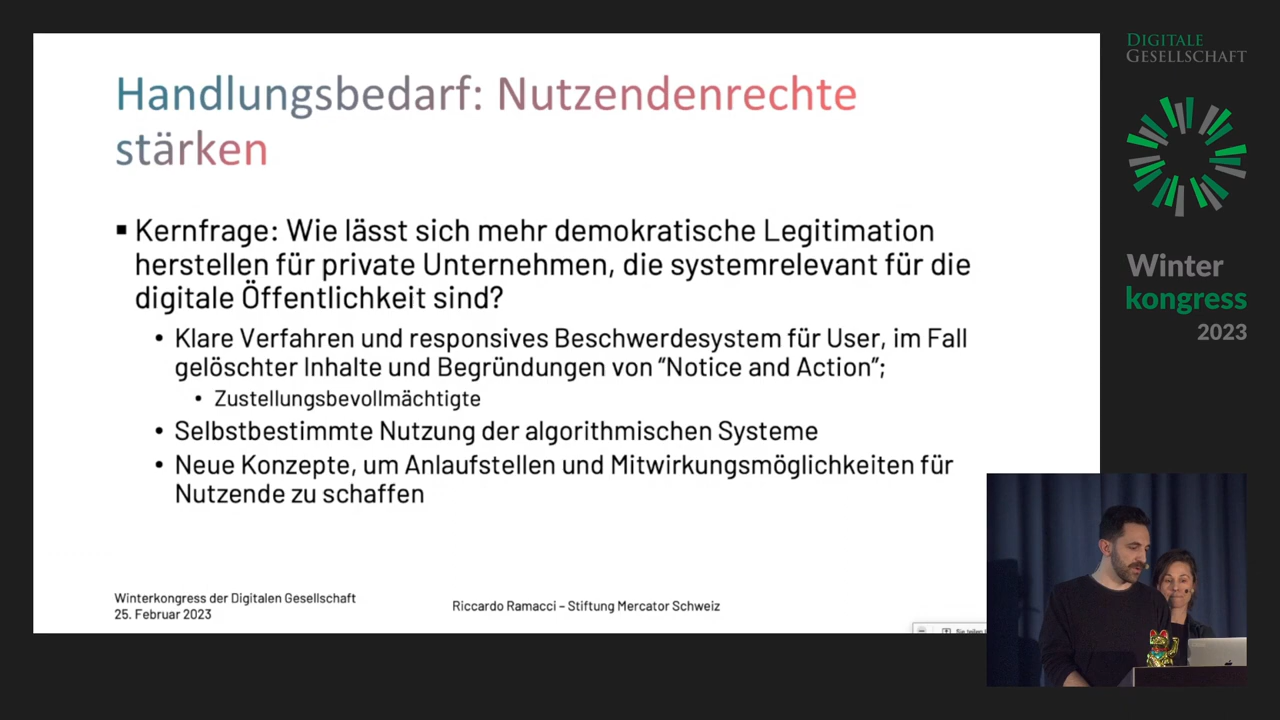 Handlungsbedarf: Nutzendenrechte
stärken
▪ Kernfrage: Wie lässt sich mehr demokratische Legitimation
herstellen für private Unternehmen, die systemrelevant für die
digitale Öffentlichkeit sind?
• Klare Verfahren und responsives Beschwerdesystem für User, im Fall
gelöschter Inhalte und Begründungen von “Notice and Action”;
• Zustellungsbevollmächtigte
• Selbstbestimmte Nutzung der algorithmischen Systeme
• Neue Konzepte, um Anlaufstellen und Mitwirkungsmöglichkeiten für
Nutzende zu schaffen
Winterkongress der Digitalen Gesellschaft
25. Februar 2023
Riccardo Ramacci – Stiftung Mercator Schweiz
Sie teilen
DIGITALE
GESELLSCHAFT
Winter
kongress
2023